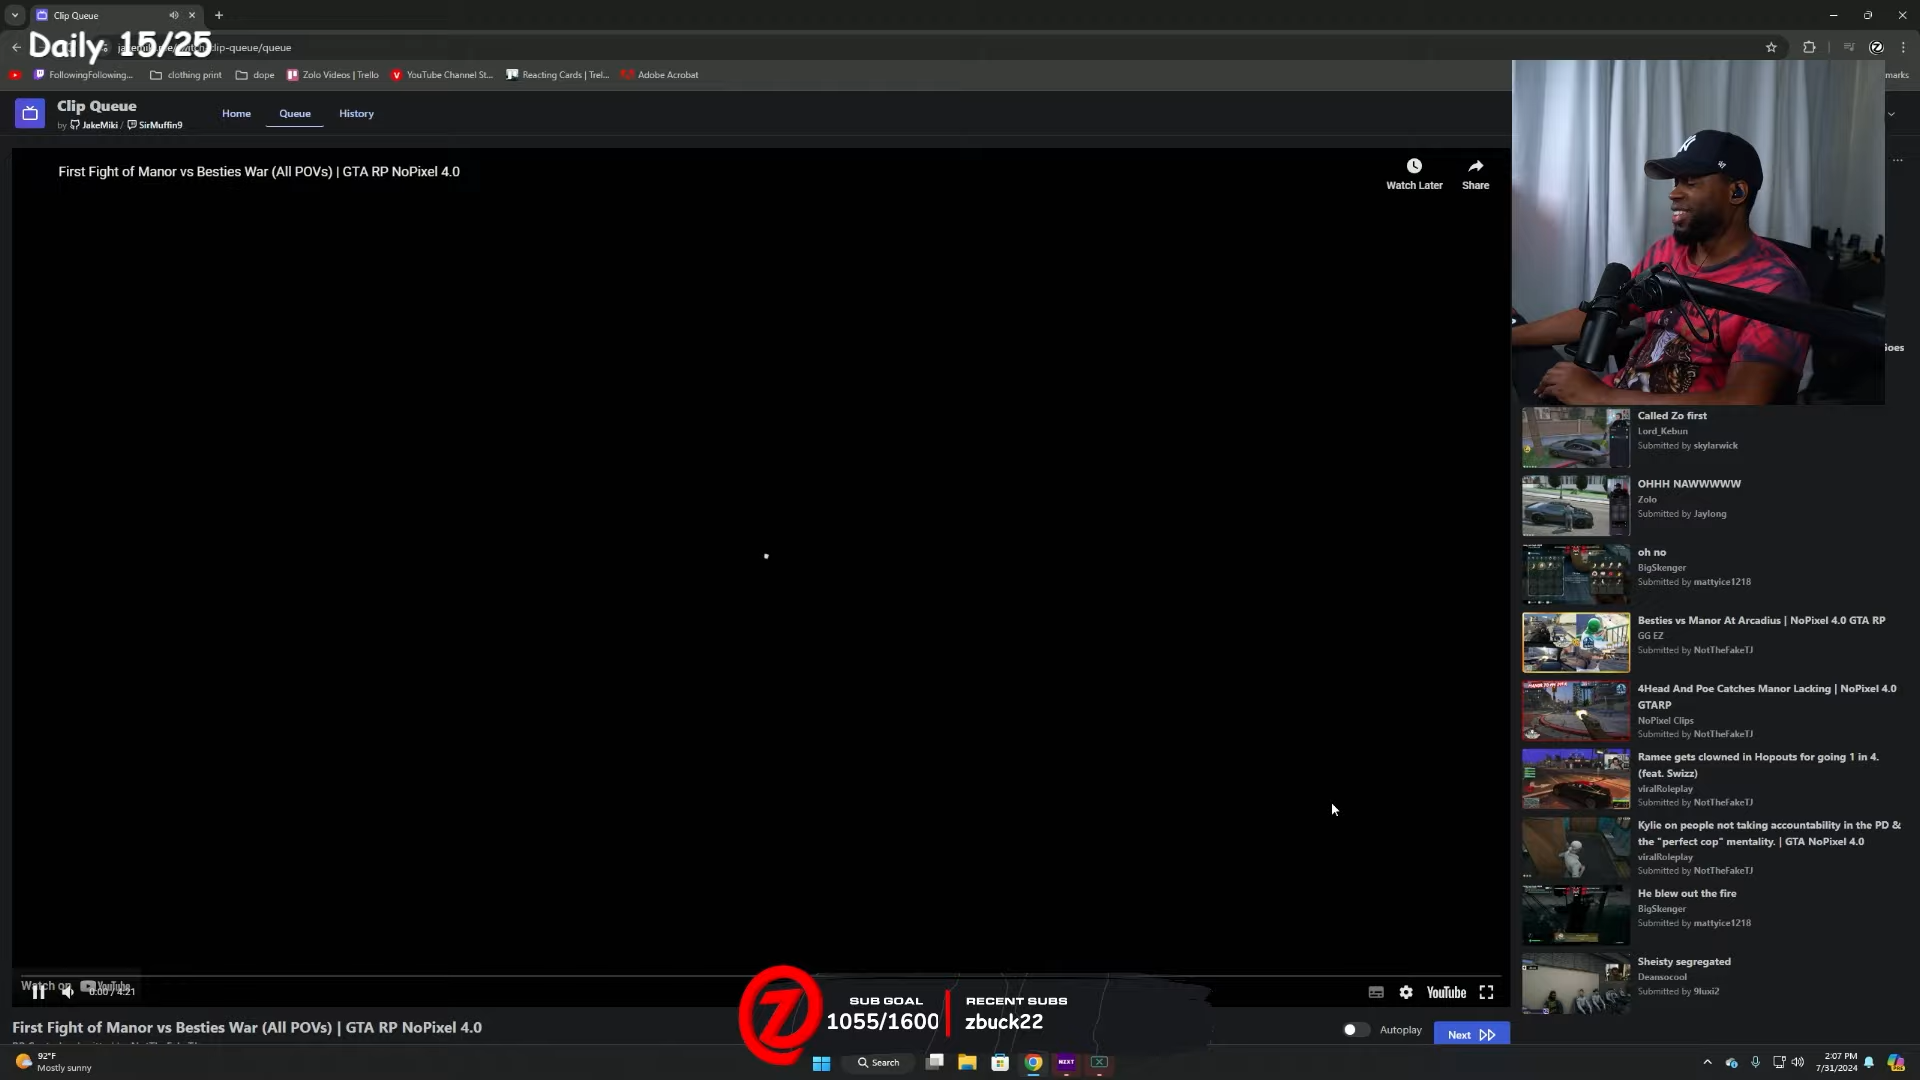 Clip Queue
Daily 15/25
-queue/queue
FollowingFollowing...
clothing print
dope
Zolo Videos | Trello
YouTube Channel St...
Reacting Cards | Trel...
Adobe Acrobat
marks
Clip Queue
by JakeMiki / SirMuffin9
Home
Queue
History
First Fight of Manor vs Besties War (All POVs) | GTA RP NoPixel 4.0
Watch Later
Share
Goes
Called Zo first
Lord_Kebun
Submitted by skylarwick
OHHH NAWWWWW
Zolo
Submitted by Jaylong
oh no
BigSkenger
Submitted by mattyice1218
Besties vs Manor At Arcadius | NoPixel 4.0 GTA RP
GG EZ
Submitted by NotTheFakeTJ
4Head And Poe Catches Manor Lacking | NoPixel 4.0
GTARP
NoPixel Clips
Submitted by NotTheFakeTJ
Ramee gets clowned in Hopouts for going 1 in 4.
(feat. Swizz)
viralRoleplay
Submitted by NotTheFakeTJ
Kylie on people not taking accountability in the PD &
the "perfect cop" mentality. | GTA NoPixel 4.0
viralRoleplay
Submitted by NotTheFakeTJ
He blew out the fire
BigSkenger
Submitted by mattyice1218
Sheisty segregated
Deansocool
Submitted by 9luxi2
Watch on YouTube
0:00 / 4:21
YouTube
SUB GOAL
1055/1600
RECENT SUBS
zbuck22
First Fight of Manor vs Besties War (All POVs) | GTA RP NoPixel 4.0
Autoplay
Next
92°F
Mostly sunny
Search
2:07 PM
7/31/2024